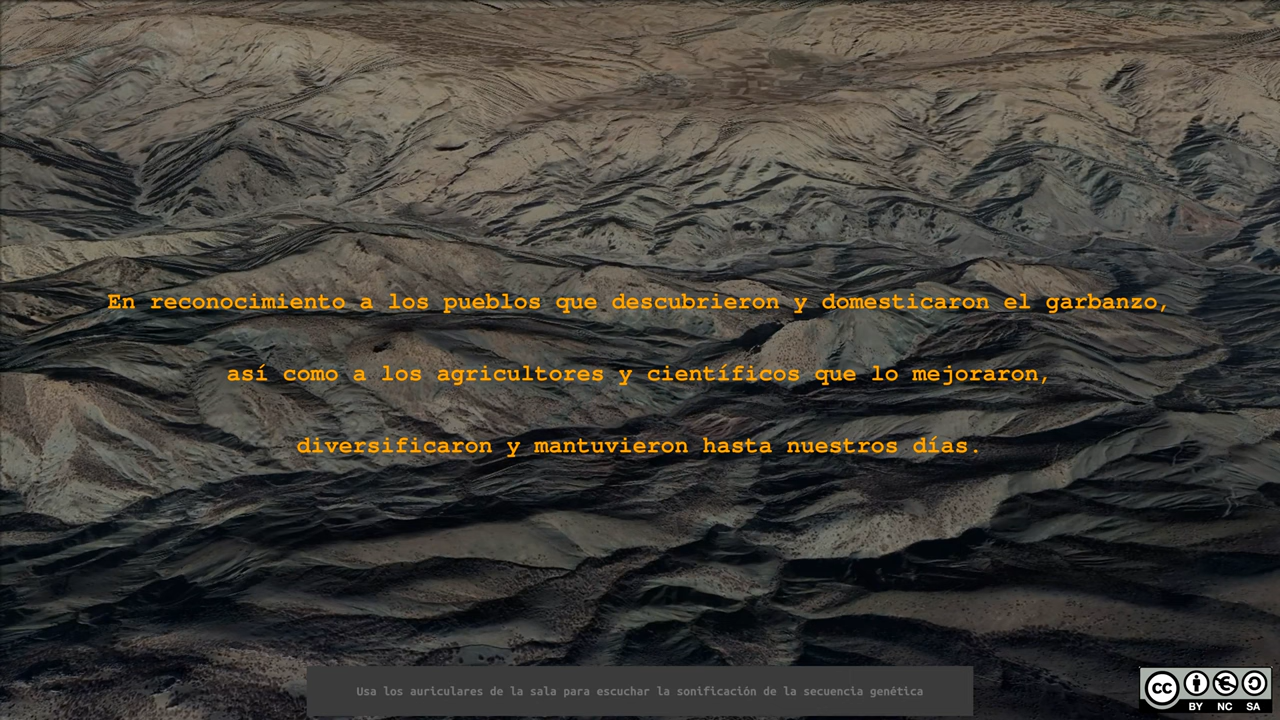 En reconocimiento a los pueblos que descubrieron y domesticaron el garbanzo,
así como a los agricultores y científicos que lo mejoraron,
diversificaron y mantuvieron hasta nuestros días.
Usa los auriculares de la sala para escuchar la sonificación de la secuencia genética
cc
BY NC SA